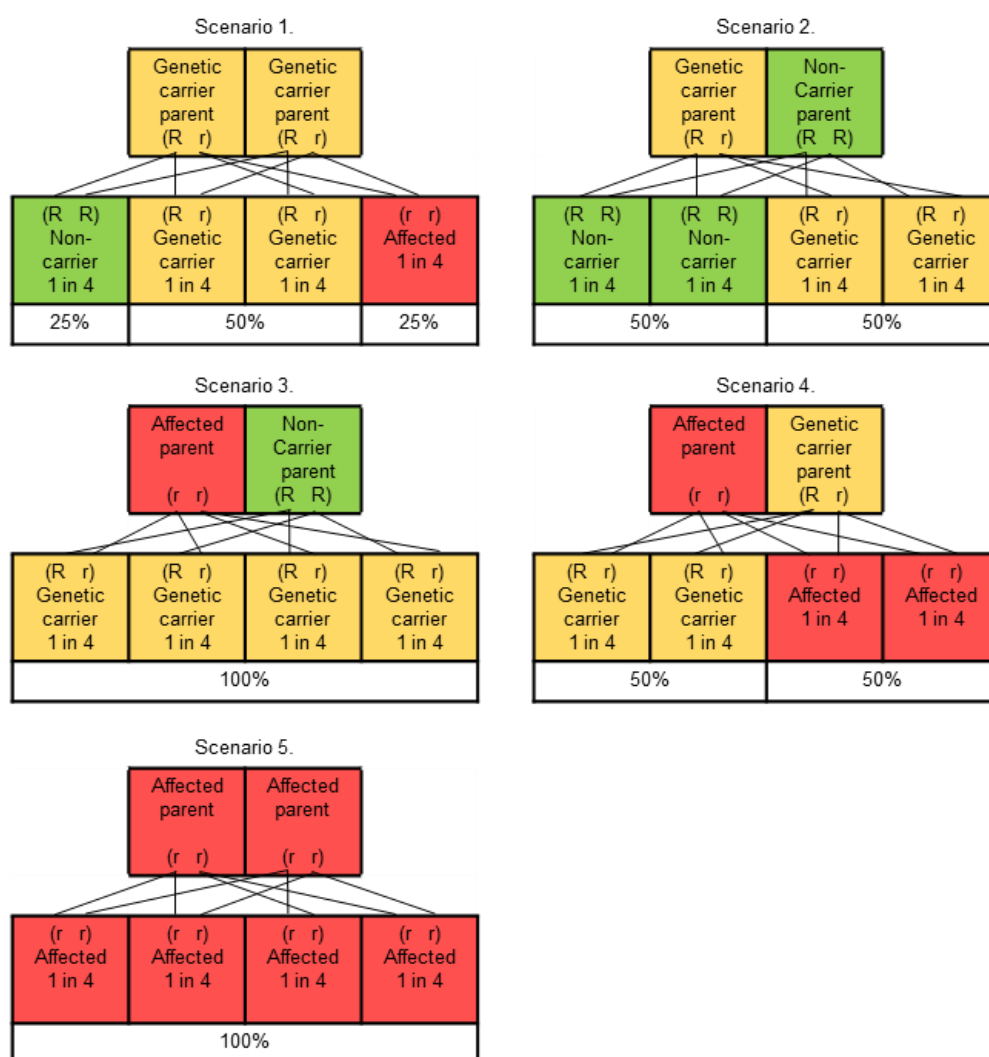 Scenario 1.
Genetic
carrier
parent
(R r)
Genetic
carrier
parent
(R r)
(R R)
Non-
carrier
1 in 4
(R r)
Genetic
carrier
1 in 4
(R r)
Genetic
carrier
1 in 4
(r r)
Affected
1 in 4
25%
50%
25%
Scenario 2.
Genetic
carrier
parent
(R r)
Non-
Carrier
parent
(R R)
(R R)
Non-
carrier
1 in 4
(R R)
Non-
carrier
1 in 4
(R r)
Genetic
carrier
1 in 4
(R r)
Genetic
carrier
1 in 4
50%
50%
Scenario 3.
Affected
parent
(r r)
Non-
Carrier
parent
(R R)
(R r)
Genetic
carrier
1 in 4
(R r)
Genetic
carrier
1 in 4
(R r)
Genetic
carrier
1 in 4
(R r)
Genetic
carrier
1 in 4
100%
Scenario 4.
Affected
parent
(r r)
Genetic
carrier
parent
(R r)
(R r)
Genetic
carrier
1 in 4
(R r)
Genetic
carrier
1 in 4
(r r)
Affected
1 in 4
(r r)
Affected
1 in 4
50%
50%
Scenario 5.
Affected
parent
(r r)
Affected
parent
(r r)
(r r)
Affected
1 in 4
(r r)
Affected
1 in 4
(r r)
Affected
1 in 4
(r r)
Affected
1 in 4
100%